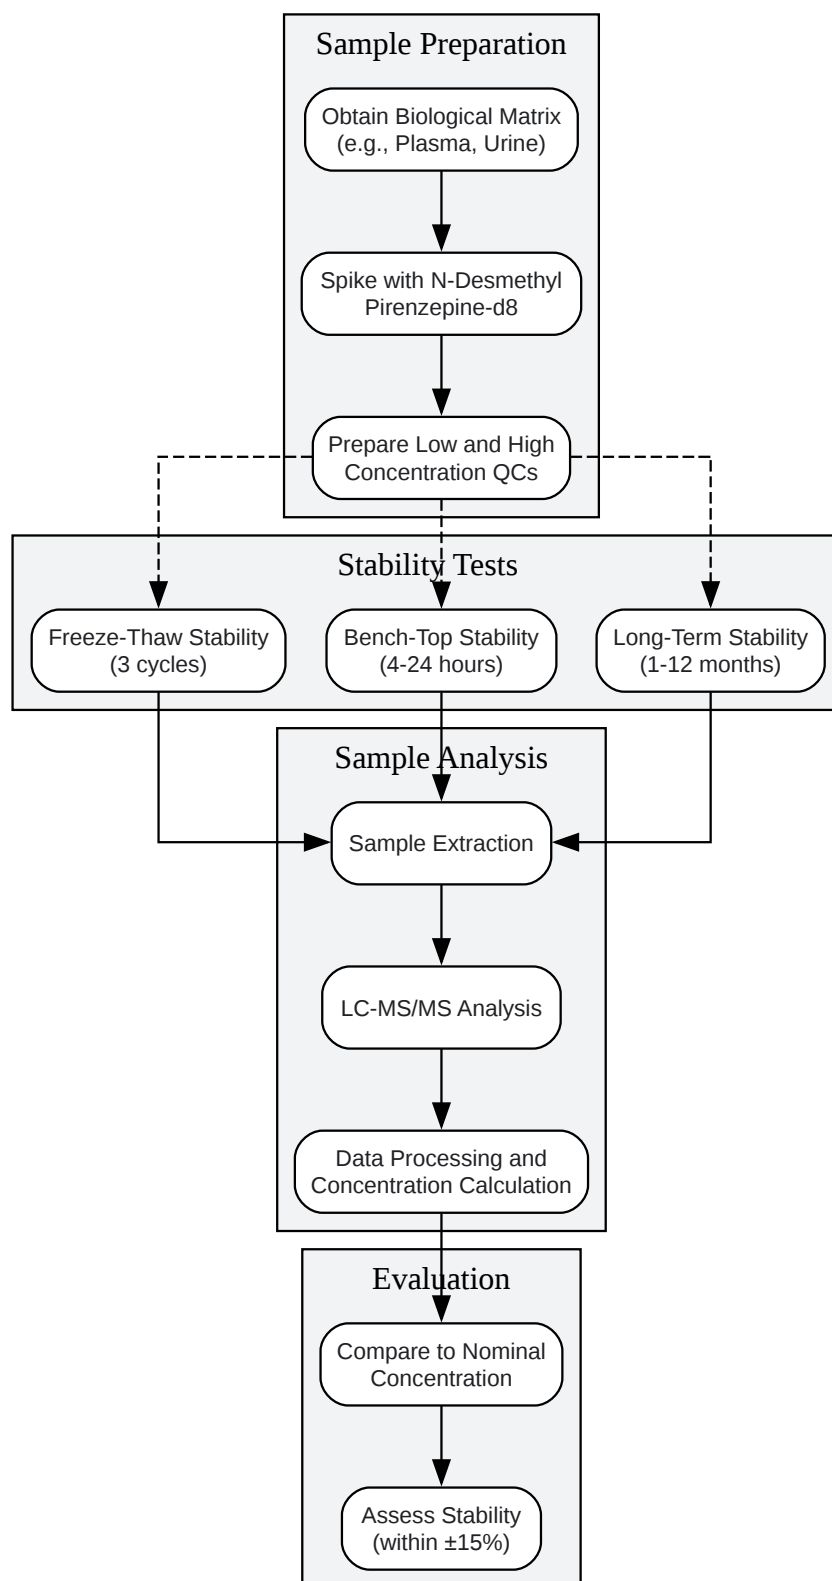 Sample Preparation
Obtain Biological Matrix
(e.g., Plasma, Urine)
Spike with N-Desmethyl
Pirenzepine-d8
Prepare Low and High
Concentration QCs
Stability Tests
Freeze-Thaw Stability
(3 cycles)
Bench-Top Stability
(4-24 hours)
Long-Term Stability
(1-12 months)
Sample Analysis
Sample Extraction
LC-MS/MS Analysis
Data Processing and
Concentration Calculation
Evaluation
Compare to Nominal
Concentration
Assess Stability
(within ±15%)